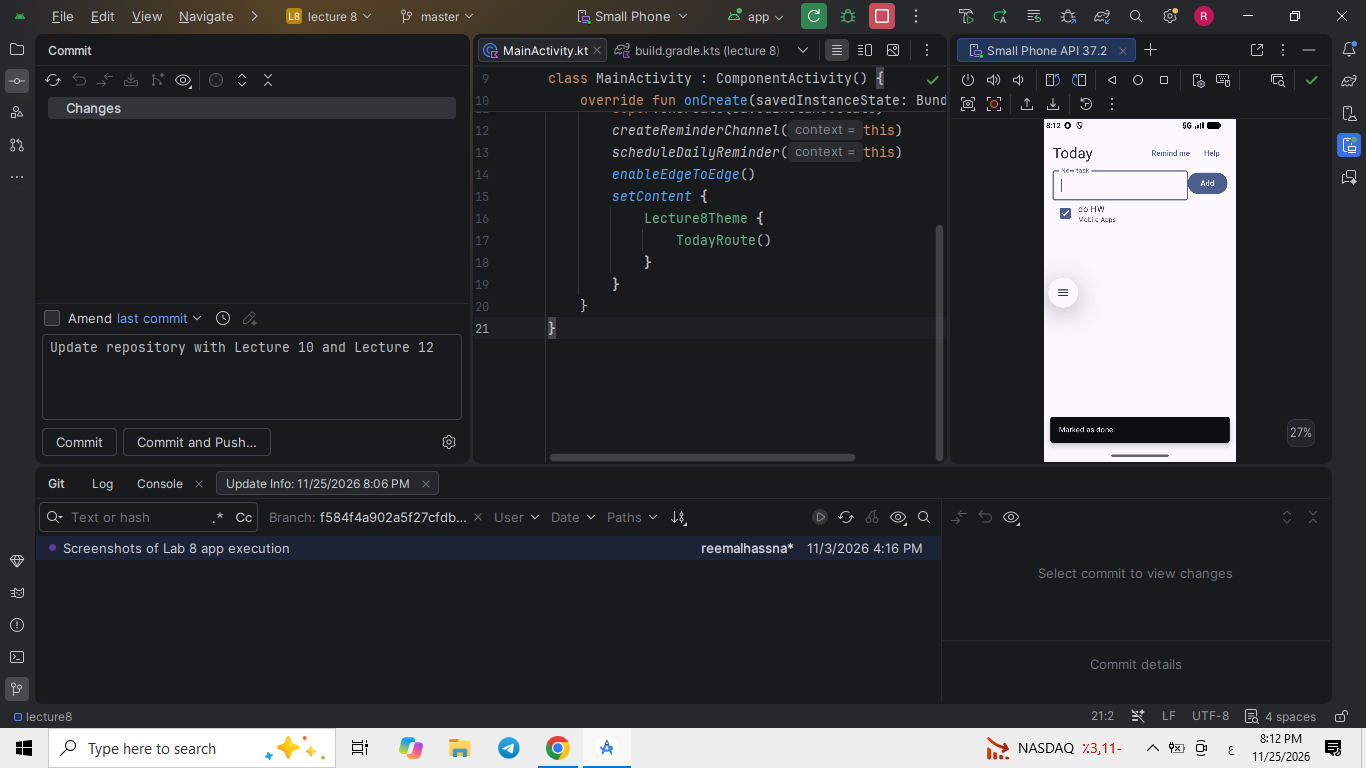 File Edit View Navigate L8 lecture 8 master Small Phone app R
Commit
Changes
Amend last commit
Update repository with Lecture 10 and Lecture 12
Commit
Commit and Push...
MainActivity.kt
build.gradle.kts (lecture 8)
9 class MainActivity : ComponentActivity() {
10 override fun onCreate(savedInstanceState: Bund
12 createReminderChannel( context = this)
13 scheduleDailyReminder( context = this)
14 enableEdgeToEdge()
15 setContent {
16 Lecture8Theme {
17 TodayRoute()
18 }
19 }
20 }
21 }
Small Phone API 37.2
8:12 5G
Today Remind me Help
New task
Add
do HW
Mobile Apps
Marked as done
27%
Git Log Console Update Info: 11/25/2026 8:06 PM
Text or hash .* Cc Branch: f584f4a902a5f27cfdb... User Date Paths
Screenshots of Lab 8 app execution reemalhassna* 11/3/2026 4:16 PM
Select commit to view changes
Commit details
lecture8 21:2 LF UTF-8 4 spaces
Type here to search
NASDAQ ٪3,11-
ع
8:12 PM
11/25/2026